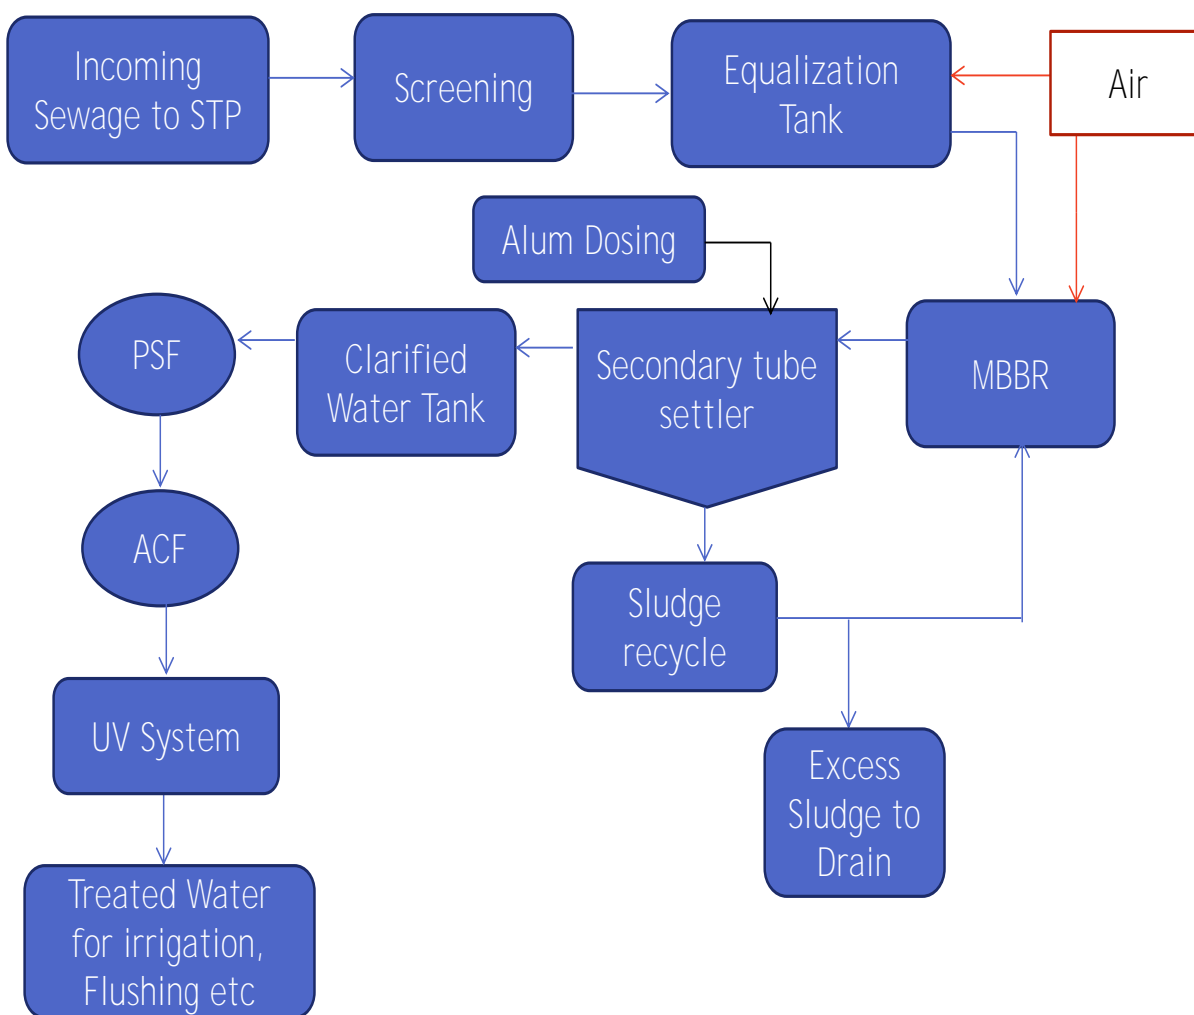 Incoming
Sewage to STP
Screening
Equalization
Tank
Air
Alum Dosing
PSF
Clarified
Water Tank
Secondary tube
settler
MBBR
ACF
Sludge
recycle
UV System
Excess
Sludge to
Drain
Treated Water
for irrigation,
Flushing etc